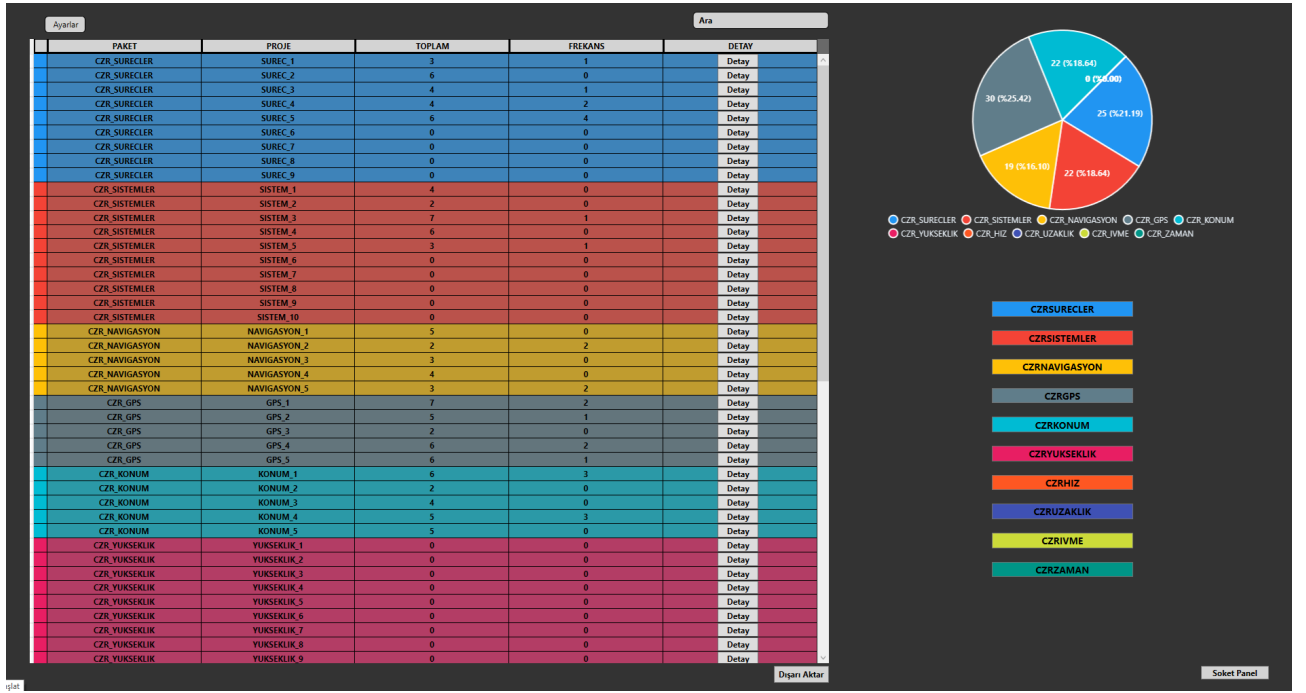 Ayarlar
Ara
PAKET PROJE TOPLAM FREKANS DETAY
CZR_SURECLER SUREC_1 3 1 Detay
CZR_SURECLER SUREC_2 6 0 Detay
CZR_SURECLER SUREC_3 4 1 Detay
CZR_SURECLER SUREC_4 4 2 Detay
CZR_SURECLER SUREC_5 6 4 Detay
CZR_SURECLER SUREC_6 0 0 Detay
CZR_SURECLER SUREC_7 0 0 Detay
CZR_SURECLER SUREC_8 0 0 Detay
CZR_SURECLER SUREC_9 0 0 Detay
CZR_SISTEMLER SISTEM_1 4 0 Detay
CZR_SISTEMLER SISTEM_2 2 0 Detay
CZR_SISTEMLER SISTEM_3 7 1 Detay
CZR_SISTEMLER SISTEM_4 6 0 Detay
CZR_SISTEMLER SISTEM_5 3 1 Detay
CZR_SISTEMLER SISTEM_6 0 0 Detay
CZR_SISTEMLER SISTEM_7 0 0 Detay
CZR_SISTEMLER SISTEM_8 0 0 Detay
CZR_SISTEMLER SISTEM_9 0 0 Detay
CZR_SISTEMLER SISTEM_10 0 0 Detay
CZR_NAVIGASYON NAVIGASYON_1 5 0 Detay
CZR_NAVIGASYON NAVIGASYON_2 2 2 Detay
CZR_NAVIGASYON NAVIGASYON_3 3 0 Detay
CZR_NAVIGASYON NAVIGASYON_4 4 0 Detay
CZR_NAVIGASYON NAVIGASYON_5 3 2 Detay
CZR_GPS GPS_1 7 2 Detay
CZR_GPS GPS_2 5 1 Detay
CZR_GPS GPS_3 2 0 Detay
CZR_GPS GPS_4 6 2 Detay
CZR_GPS GPS_5 6 1 Detay
CZR_KONUM KONUM_1 6 3 Detay
CZR_KONUM KONUM_2 2 0 Detay
CZR_KONUM KONUM_3 4 0 Detay
CZR_KONUM KONUM_4 5 3 Detay
CZR_KONUM KONUM_5 5 0 Detay
CZR_YUKSEKLIK YUKSEKLIK_1 0 0 Detay
CZR_YUKSEKLIK YUKSEKLIK_2 0 0 Detay
CZR_YUKSEKLIK YUKSEKLIK_3 0 0 Detay
CZR_YUKSEKLIK YUKSEKLIK_4 0 0 Detay
CZR_YUKSEKLIK YUKSEKLIK_5 0 0 Detay
CZR_YUKSEKLIK YUKSEKLIK_6 0 0 Detay
CZR_YUKSEKLIK YUKSEKLIK_7 0 0 Detay
CZR_YUKSEKLIK YUKSEKLIK_8 0 0 Detay
CZR_YUKSEKLIK YUKSEKLIK_9 0 0 Detay
Dışarı Aktar
22 (%18.64)
0 (%0.00)
30 (%25.42)
25 (%21.19)
19 (%16.10)
22 (%18.64)
CZR_SURECLER CZR_SISTEMLER CZR_NAVIGASYON CZR_GPS CZR_KONUM
CZR_YUKSEKLIK CZR_HIZ CZR_UZAKLIK CZR_IVME CZR_ZAMAN
CZRSURECLER
CZRSISTEMLER
CZRNAVIGASYON
CZRGPS
CZRKONUM
CZRYUKSEKLIK
CZRHIZ
CZRUZAKLIK
CZRIVME
CZRZAMAN
Soket Panel